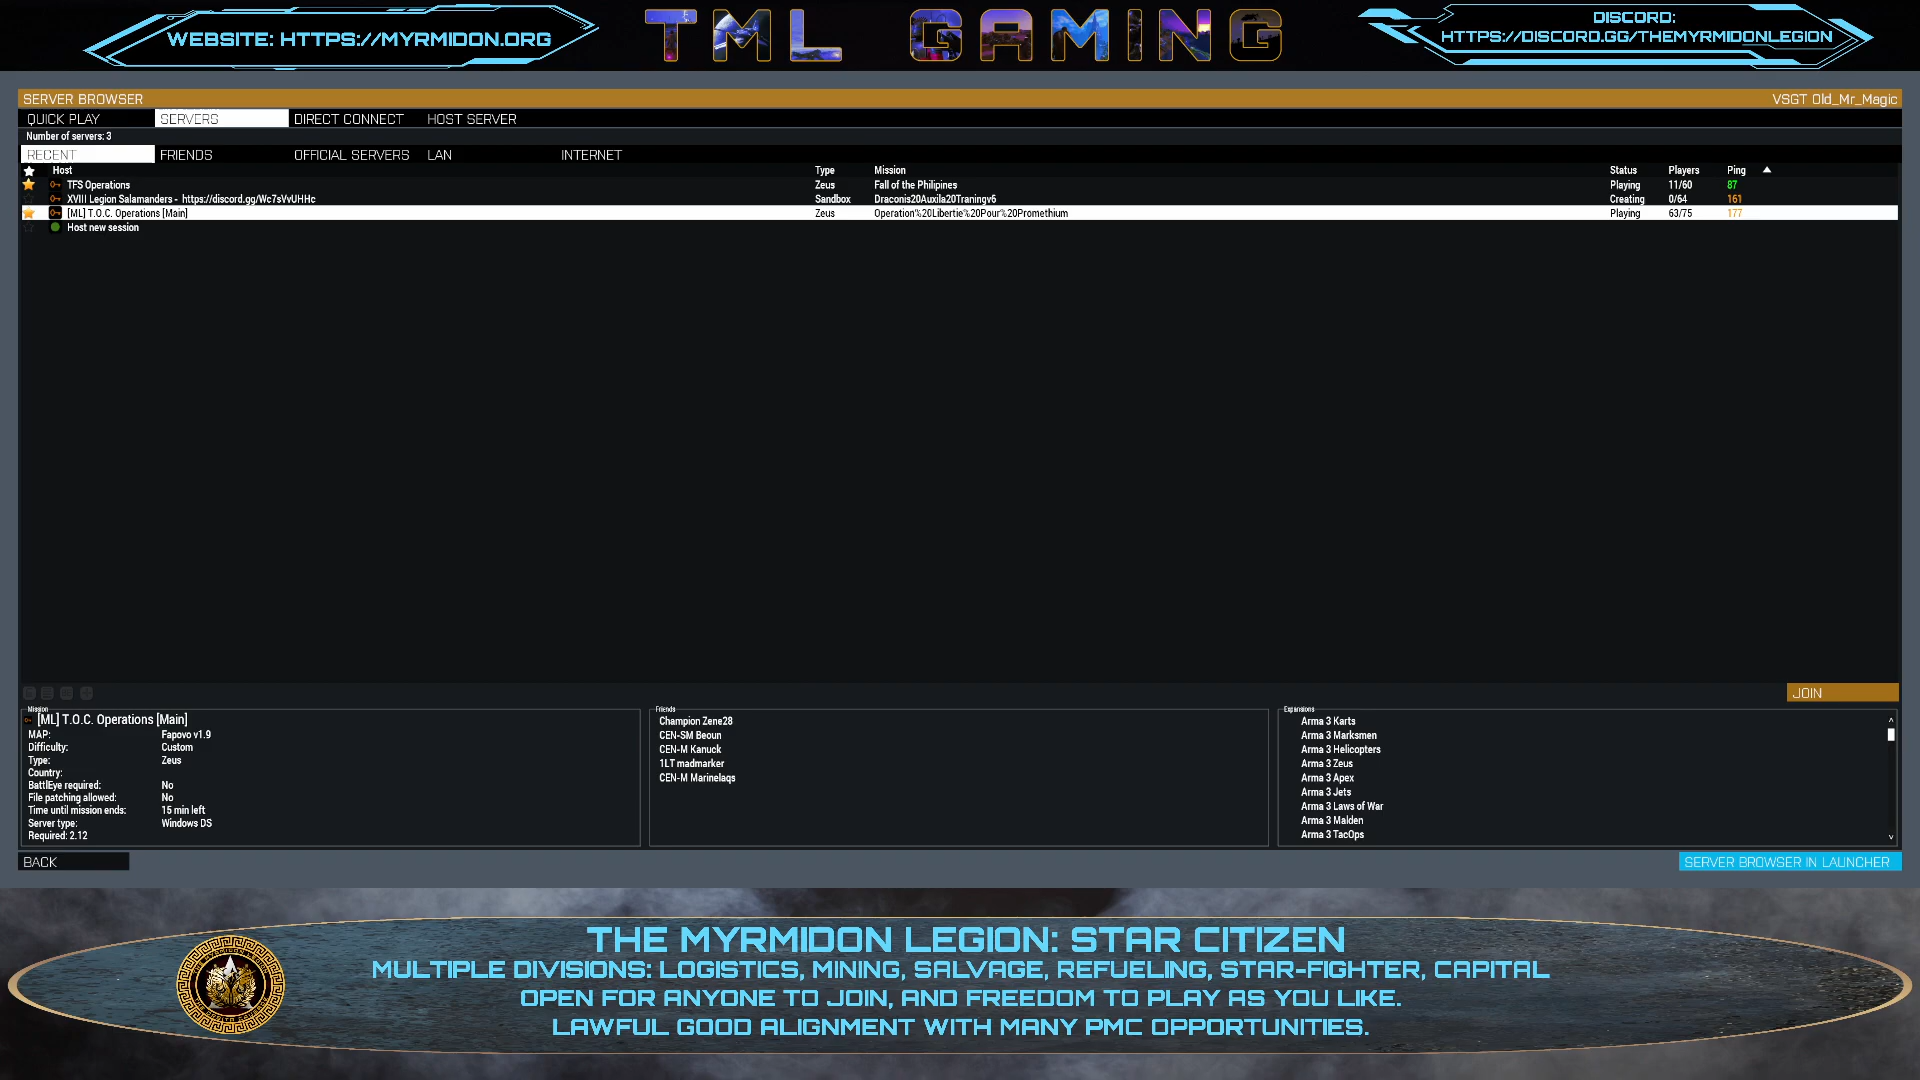 WEBSITE: HTTPS://MYRMIDON.ORG
TML GAMING
DISCORD:
HTTPS://DISCORD.GG/THEMYRMIDONLEGION
SERVER BROWSER
VSGT Old_Mr_Magic
QUICK PLAY
SERVERS
DIRECT CONNECT
HOST SERVER
Number of servers: 3
RECENT
FRIENDS
OFFICIAL SERVERS
LAN
INTERNET
Host Type Mission Status Players Ping
TFS Operations Zeus Fall of the Philipines Playing 11/60 87
XVIII Legion Salamanders - https://discord.gg/Wc7sVvUHHc Sandbox Draconis20Auxila20Traningv6 Creating 0/64 161
[ML] T.O.C. Operations [Main] Zeus Operation%20Libertie%20Pour%20Promethium Playing 63/75 177
Host new session
JOIN
Mission
[ML] T.O.C. Operations [Main]
MAP: Fapovo v1.9
Difficulty: Custom
Type: Zeus
Country:
BattlEye required: No
File patching allowed: No
Time until mission ends: 15 min left
Server type: Windows DS
Required: 2.12
Friends
Champion Zene28
CEN-SM Beoun
CEN-M Kanuck
1LT madmarker
CEN-M Marinelaqs
Expansions
Arma 3 Karts
Arma 3 Marksmen
Arma 3 Helicopters
Arma 3 Zeus
Arma 3 Apex
Arma 3 Jets
Arma 3 Laws of War
Arma 3 Malden
Arma 3 TacOps
BACK
SERVER BROWSER IN LAUNCHER
THE MYRMIDON LEGION: STAR CITIZEN
MULTIPLE DIVISIONS: LOGISTICS, MINING, SALVAGE, REFUELING, STAR-FIGHTER, CAPITAL
OPEN FOR ANYONE TO JOIN, AND FREEDOM TO PLAY AS YOU LIKE.
LAWFUL GOOD ALIGNMENT WITH MANY PMC OPPORTUNITIES.